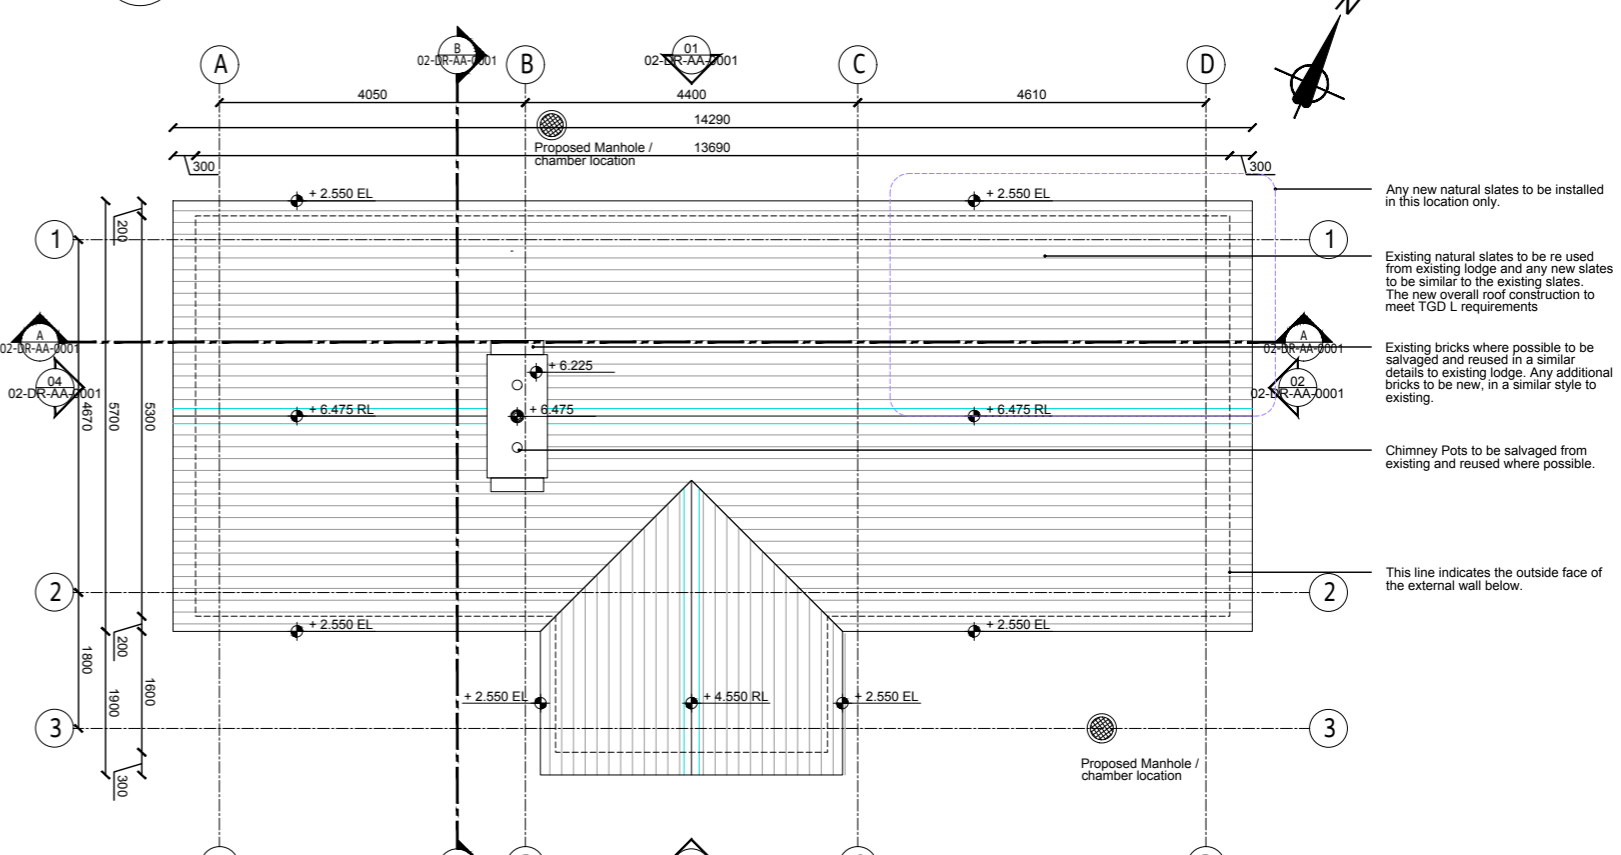 N
A
B
02-DR-AA-0001
B
01
02-DR-AA-0001
C
D
4050
4400
4610
14290
13690
300
300
Proposed Manhole /
chamber location
+ 2.550 EL
+ 2.550 EL
Any new natural slates to be installed
in this location only.
1
200
1
Existing natural slates to be re used
from existing lodge and any new slates
to be similar to the existing slates.
The new overall roof construction to
meet TGD L requirements
A
02-DR-AA-0001
A
02-DR-AA-0001
Existing bricks where possible to be
salvaged and reused in a similar
details to existing lodge. Any additional
bricks to be new, in a similar style to
existing.
+ 6.225
04
02-DR-AA-0001
02
02-DR-AA-0001
4670
5700
5300
+ 6.475 RL
+ 6.475
+ 6.475 RL
Chimney Pots to be salvaged from
existing and reused where possible.
This line indicates the outside face of
the external wall below.
2
2
+ 2.550 EL
+ 2.550 EL
200
1800
1900
1600
+ 2.550 EL
+ 4.550 RL
+ 2.550 EL
3
3
300
Proposed Manhole /
chamber location